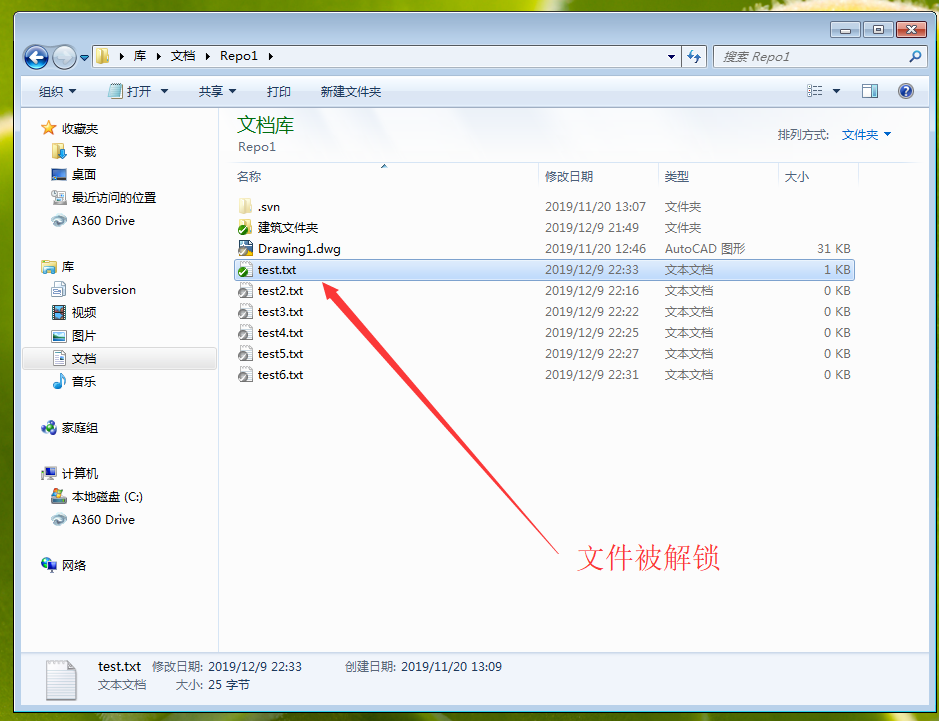 库 文档 Repo1
搜索 Repo1
组织 打开 共享 打印 新建文件夹
文档库
Repo1
排列方式: 文件夹
收藏夹
下载
桌面
最近访问的位置
A360 Drive
库
Subversion
视频
图片
文档
音乐
家庭组
计算机
本地磁盘 (C:)
A360 Drive
网络
名称 修改日期 类型 大小
.svn 2019/11/20 13:07 文件夹
建筑文件夹 2019/12/9 21:49 文件夹
Drawing1.dwg 2019/11/20 12:46 AutoCAD 图形 31 KB
test.txt 2019/12/9 22:33 文本文档 1 KB
test2.txt 2019/12/9 22:16 文本文档 0 KB
test3.txt 2019/12/9 22:22 文本文档 0 KB
test4.txt 2019/12/9 22:25 文本文档 0 KB
test5.txt 2019/12/9 22:27 文本文档 0 KB
test6.txt 2019/12/9 22:31 文本文档 0 KB
文件被解锁
test.txt 修改日期: 2019/12/9 22:33 创建日期: 2019/11/20 13:09
文本文档 大小: 25 字节